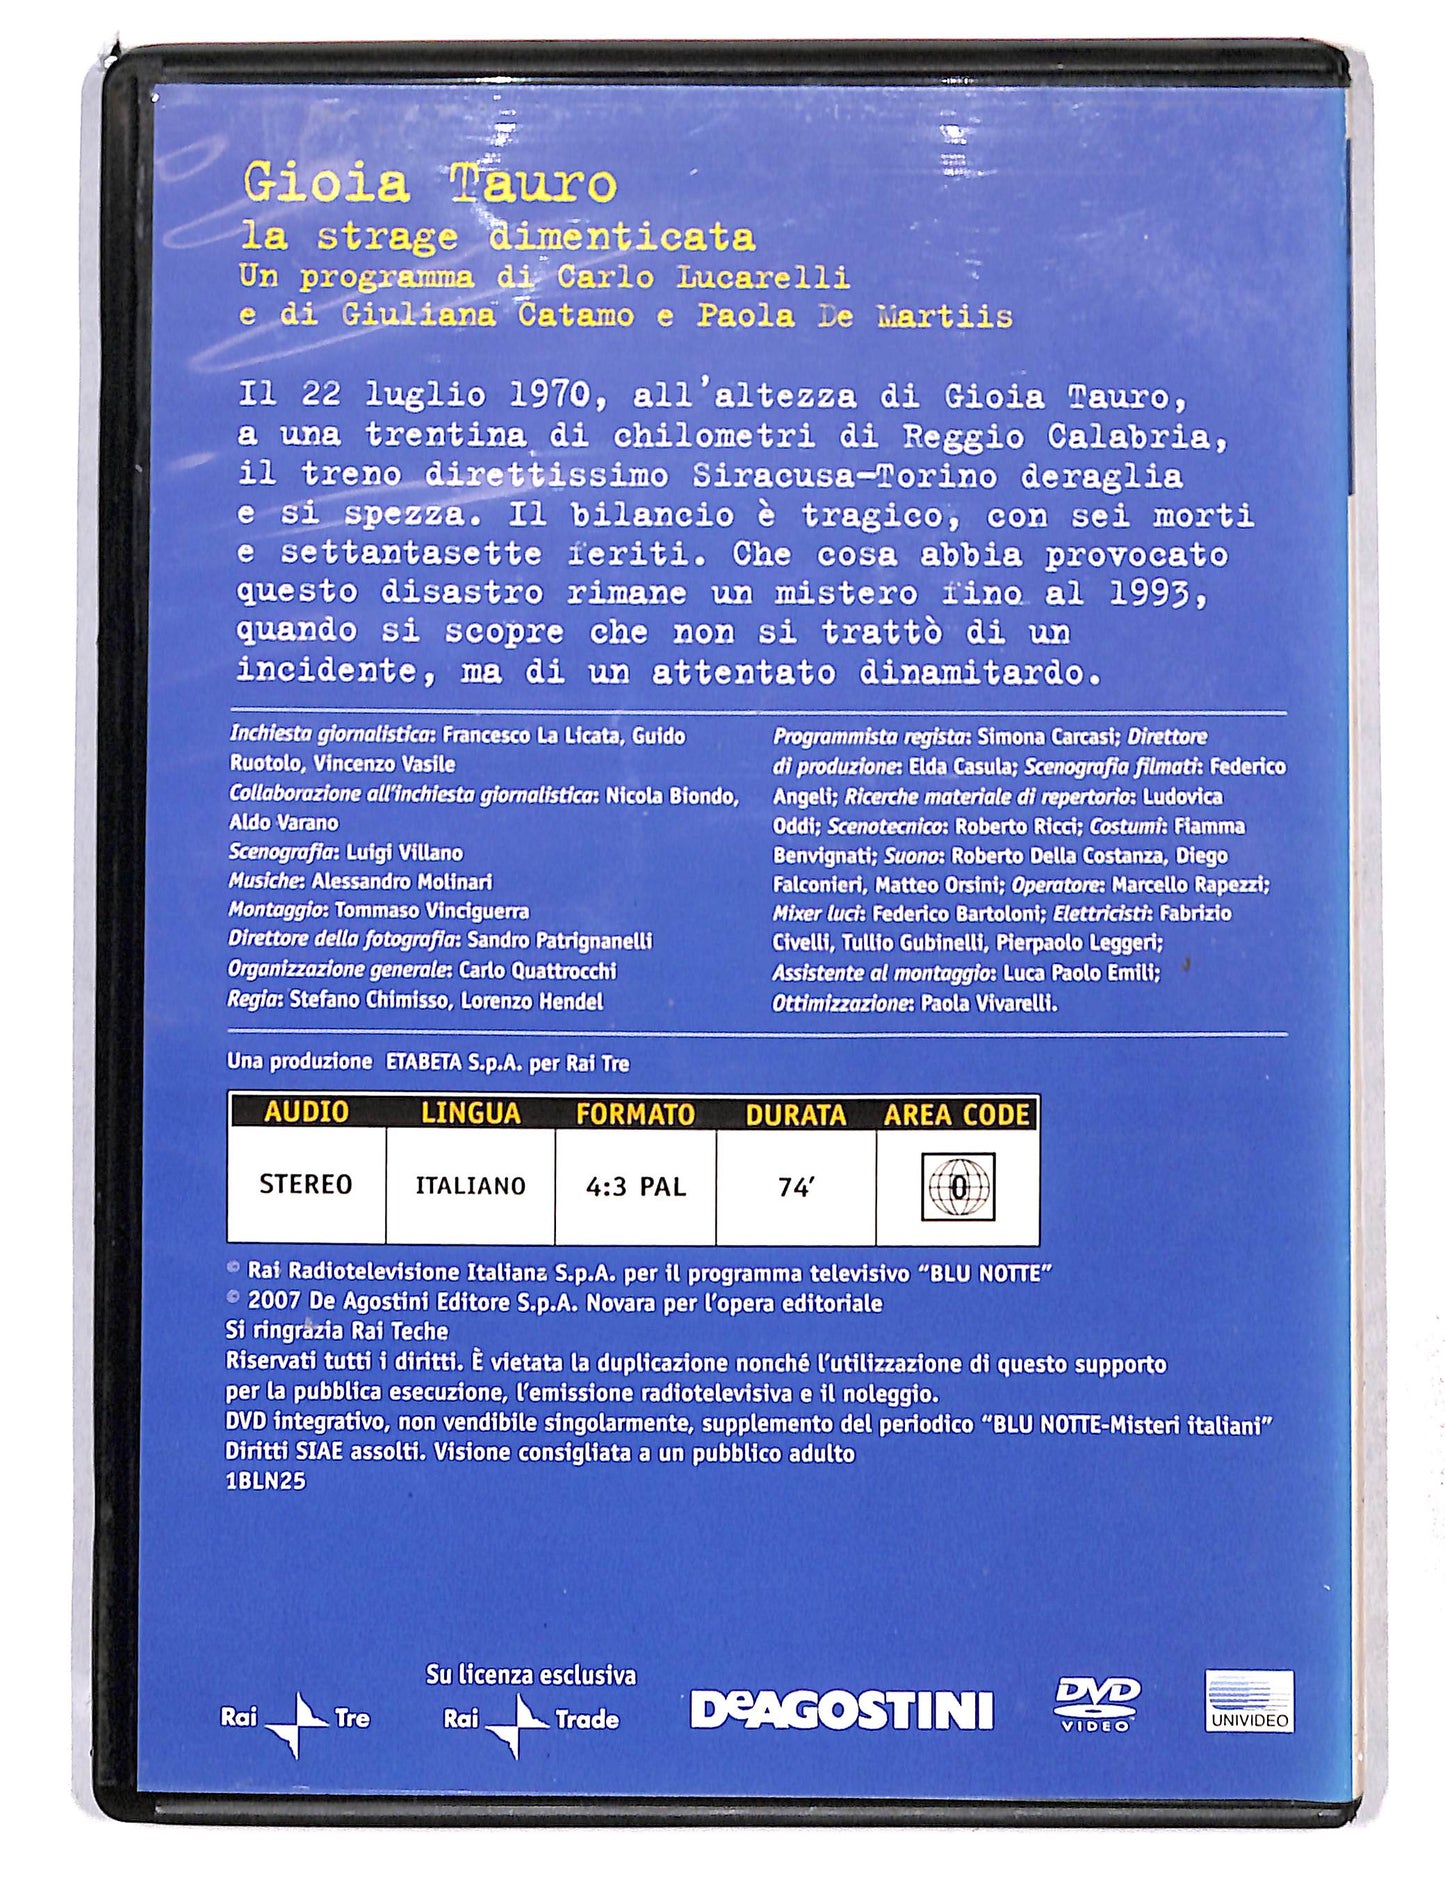 Gioia Tauro
la strage dimenticata
Un programma di Carlo Lucarelli
e di Giuliana Catamo e Paola De Martiis
Il 22 luglio 1970, all'altezza di Gioia Tauro,
a una trentina di chilometri di Reggio Calabria,
il treno direttissimo Siracusa-Torino deraglia
e si spezza. Il bilancio è tragico, con sei morti
e settantasette feriti. Che cosa abbia provocato
questo disastro rimane un mistero fino al 1993,
quando si scopre che non si trattò di un
incidente, ma di un attentato dinamitardo.
Inchiesta giornalistica: Francesco La Licata, Guido
Ruotolo, Vincenzo Vasile
Collaborazione all'inchiesta giornalistica: Nicola Biondo,
Aldo Varano
Scenografia: Luigi Villano
Musiche: Alessandro Molinari
Montaggio: Tommaso Vinciguerra
Direttore della fotografia: Sandro Patrignanelli
Organizzazione generale: Carlo Quattrocchi
Regia: Stefano Chimisso, Lorenzo Hendel
Programmista regista: Simona Carcasi; Direttore
di produzione: Elda Casula; Scenografia filmati: Federico
Angeli; Ricerche materiale di repertorio: Ludovica
Oddi; Scenotecnico: Roberto Ricci; Costumi: Fiamma
Benvignati; Suono: Roberto Della Costanza, Diego
Falconieri, Matteo Orsini; Operatore: Marcello Rapezzi;
Mixer luci: Federico Bartoloni; Elettricisti: Fabrizio
Civelli, Tullio Gubinelli, Pierpaolo Leggeri;
Assistente al montaggio: Luca Paolo Emili;
Ottimizzazione: Paola Vivarelli.
Una produzione ETABETA S.p.A. per Rai Tre
AUDIO LINGUA FORMATO DURATA AREA CODE
STEREO ITALIANO 4:3 PAL 74' 0
© Rai Radiotelevisione Italiana S.p.A. per il programma televisivo "BLU NOTTE"
© 2007 De Agostini Editore S.p.A. Novara per l'opera editoriale
Si ringrazia Rai Teche
Riservati tutti i diritti. È vietata la duplicazione nonché l'utilizzazione di questo supporto
per la pubblica esecuzione, l'emissione radiotelevisiva e il noleggio.
DVD integrativo, non vendibile singolarmente, supplemento del periodico "BLU NOTTE-Misteri italiani"
Diritti SIAE assolti. Visione consigliata a un pubblico adulto
1BLN25
Su licenza esclusiva
Rai Tre Rai Trade DeAGOSTINI DVD VIDEO UNIVIDEO